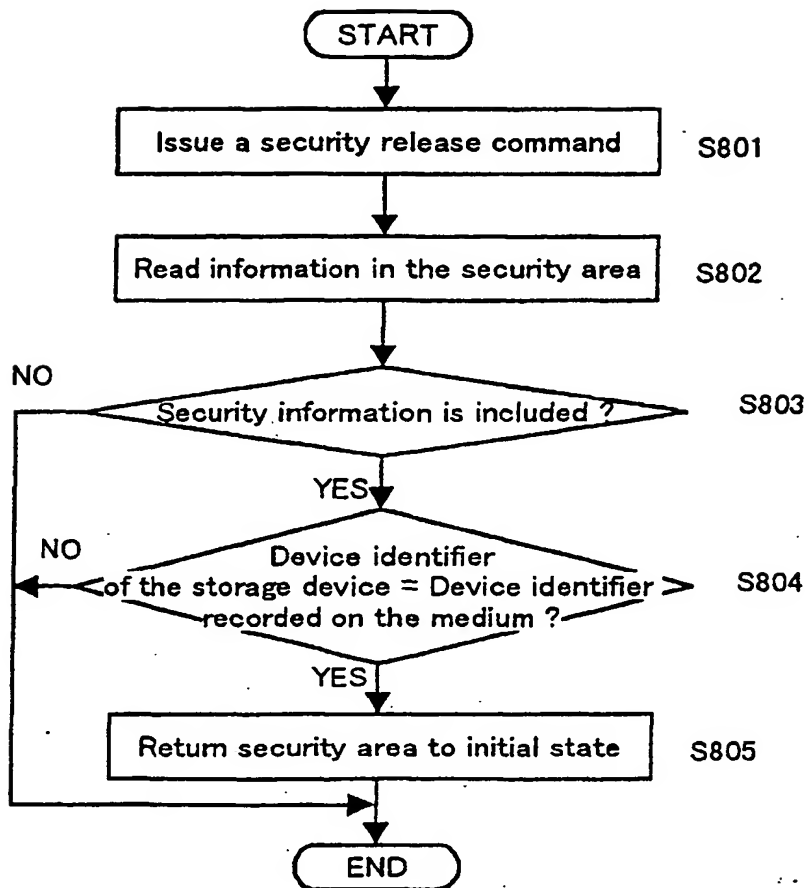 START
Issue a security release command S801
Read information in the security area S802
NO
Security information is included ? S803
YES
NO
Device identifier
of the storage device = Device identifier S804
recorded on the medium ?
YES
Return security area to initial state S805
END